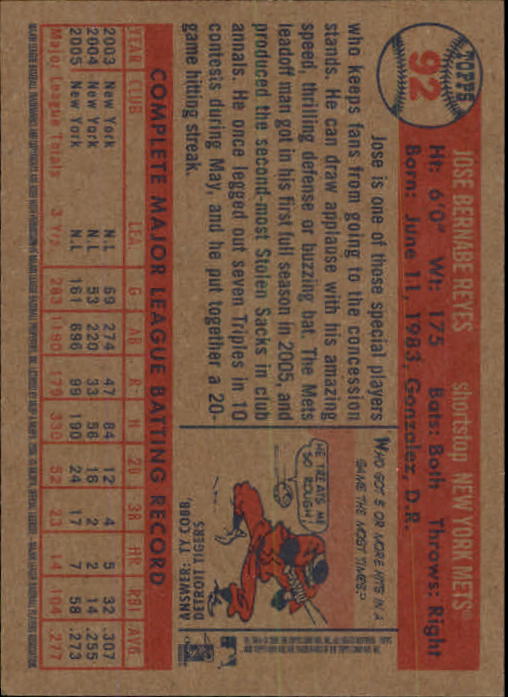 TOPPS
92
JOSE BERNABE REYES shortstop NEW YORK METS®
Ht: 6'0" Wt: 175 Bats: Both Throws: Right
Born: June 11, 1983, Gonzalez, D.R.
Jose is one of those special players
who keeps fans from going to the concession
stands. He can draw applause with his amazing
speed, thrilling defense or buzzing bat. The Mets
leadoff man got in his first full season in 2005, and
produced the second-most Stolen Sacks in club
annals. He once legged out seven Triples in 10
contests during May, and he put together a 20-
game hitting streak.
WHO GOT 5 OR MORE HITS IN A
GAME THE MOST TIMES?
HE TREATS ME
SO ROUGH!
ANSWER: TY COBB,
DETROIT TIGERS
COMPLETE MAJOR LEAGUE BATTING RECORD
YEAR CLUB LEA. G AB R H 2B 3B HR RBI AVG.
2003 New York N.L 69 274 47 84 12 4 5 32 .307
2004 New York N.L 53 220 33 56 16 2 2 14 .255
2005 New York N.L 161 696 99 190 24 17 7 58 .273
Major League Totals 3 Yrs. 283 1190 179 330 52 23 14 104 .277